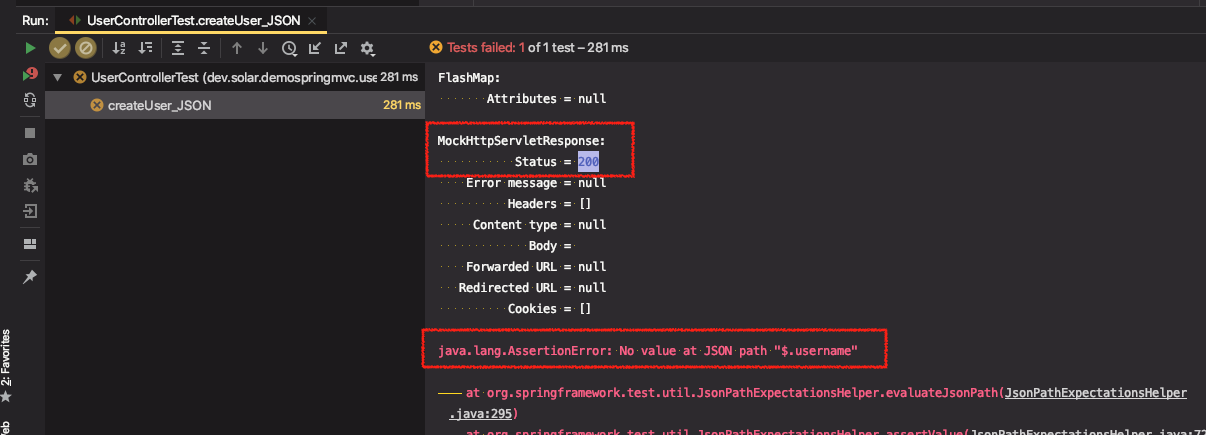 Run: UserControllerTest.createUser_JSON ×
Tests failed: 1 of 1 test – 281 ms
UserControllerTest (dev.solar.demospringmvc.use 281 ms
createUser_JSON 281 ms
FlashMap:
Attributes = null
MockHttpServletResponse:
Status = 200
Error message = null
Headers = []
Content type = null
Body =
Forwarded URL = null
Redirected URL = null
Cookies = []
java.lang.AssertionError: No value at JSON path "$.username"
at org.springframework.test.util.JsonPathExpectationsHelper.evaluateJsonPath(JsonPathExpectationsHelper
.java:295)
at org.springframework.test.util.JsonPathExpectationsHelper.assertValue(JsonPathExpectationsHelper.java:72
2: Favorites